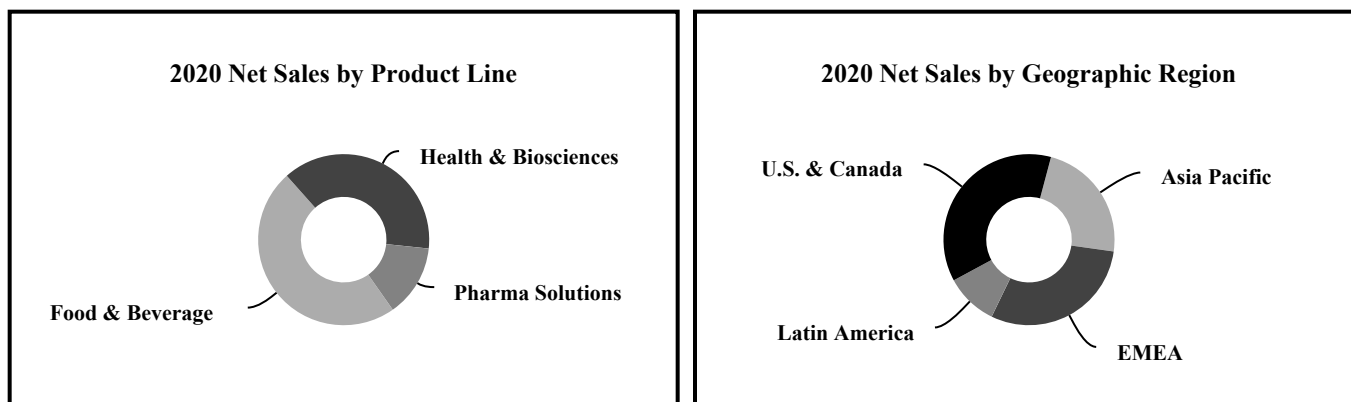 2020 Net Sales by Product Line
Health & Biosciences
Pharma Solutions
Food & Beverage
2020 Net Sales by Geographic Region
U.S. & Canada
Asia Pacific
Latin America
EMEA